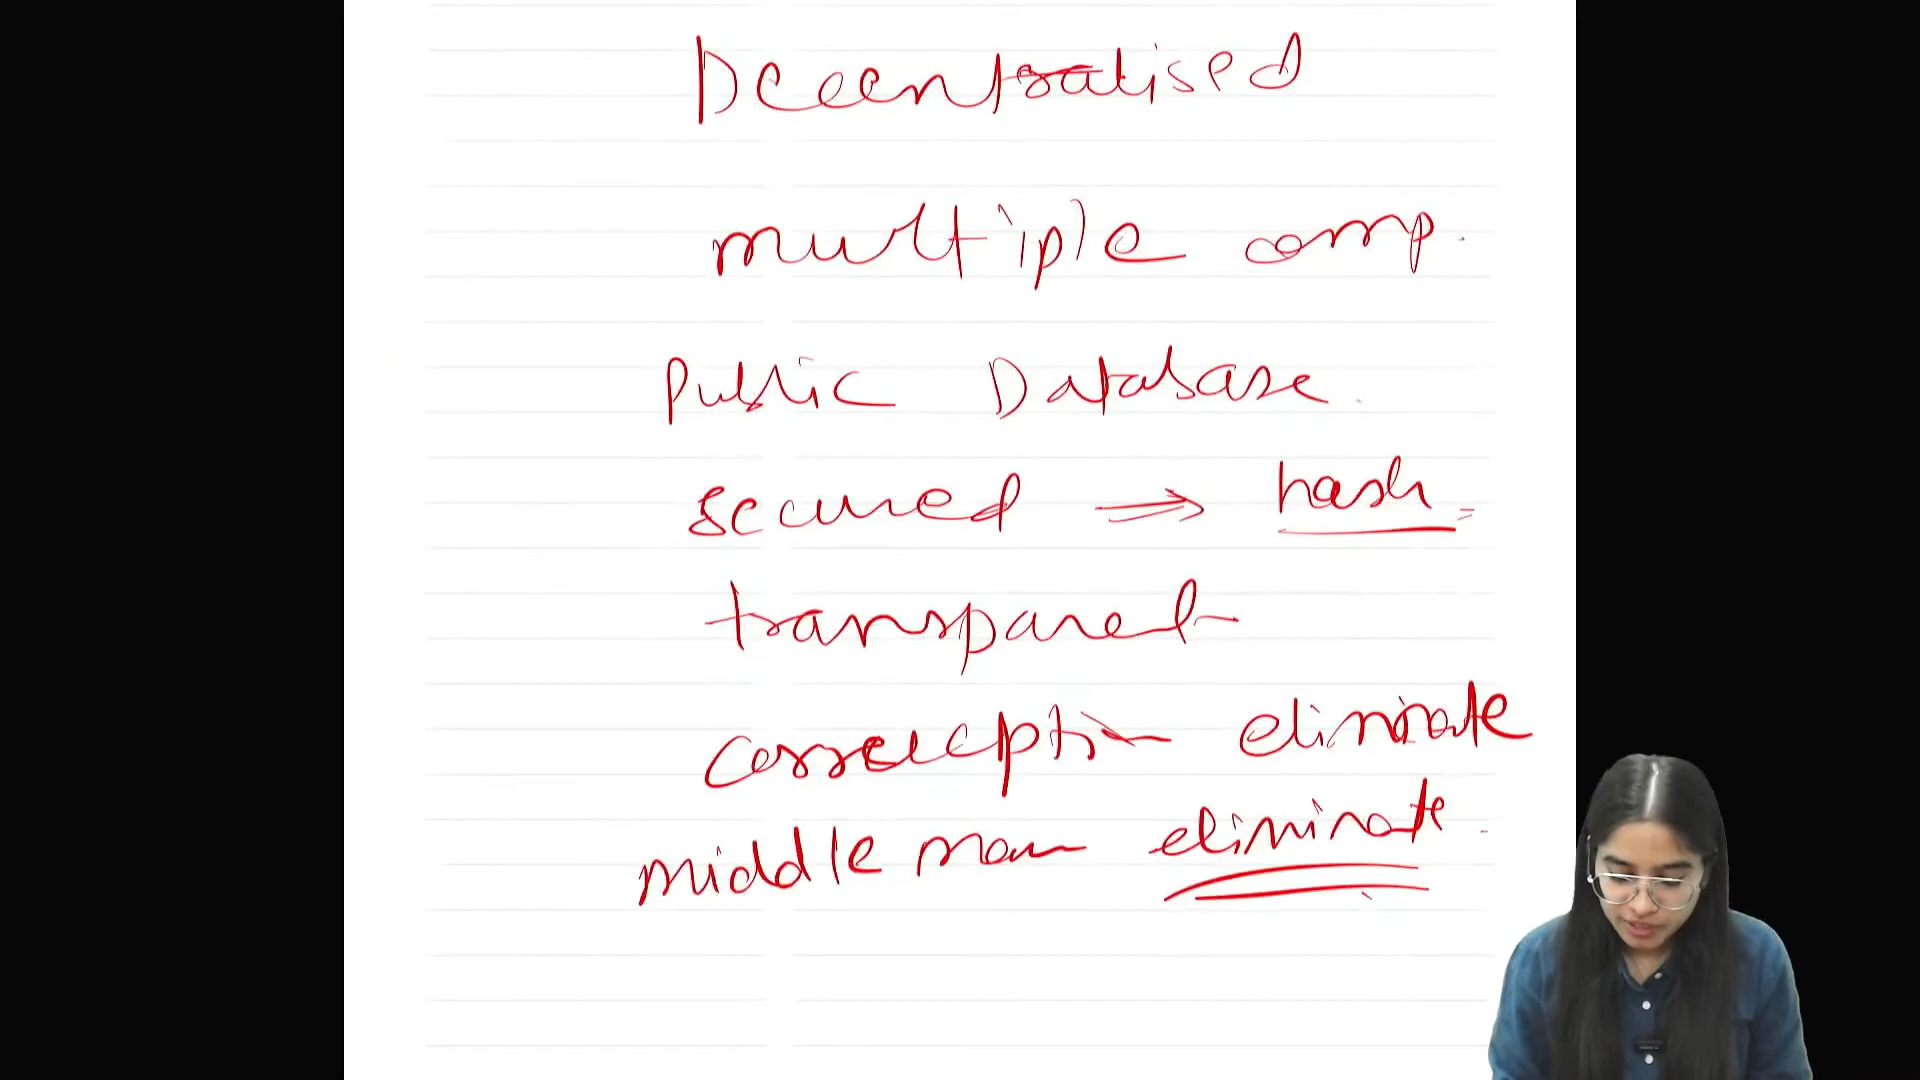 Decentralised
multiple comp.
Public Database.
secured ⇒ hash
transparent
corruption eliminate
middle man eliminate